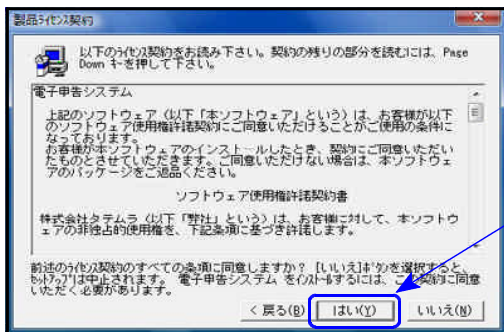 製品ﾗｲｾﾝｽ契約
以下のﾗｲｾﾝｽ契約をお読み下さい。契約の残りの部分を読むには、Page
Down ｷｰを押して下さい。
電子申告システム
上記のソフトウェア（以下「本ソフトウェア」という）は、お客様が以下
のソフトウェア使用権許諾契約にご同意いただけることがご使用の条件に
なっております。
お客様が本ソフトウェアのインストールしたとき、契約にご同意いただい
たものとさせていただきます。ご同意いただけない場合は、本ソフトウェ
アのパッケージをご返品ください。
ソフトウェア使用権許諾契約書
株式会社タテムラ（以下「弊社」という）は、お客様に対して、本ソフトウ
ェアの非独占的使用権を、下記条項に基づき許諾します。
前述のﾗｲｾﾝｽ契約のすべての条項に同意しますか？［いいえ］ﾎﾞﾀﾝを選択すると、
ｾｯﾄｱｯﾌﾟは中止されます。 電子申告システム をｲﾝｽﾄｰﾙするには、この契約に同意
いただく必要があります。
< 戻る(B) はい(Y) いいえ(N)